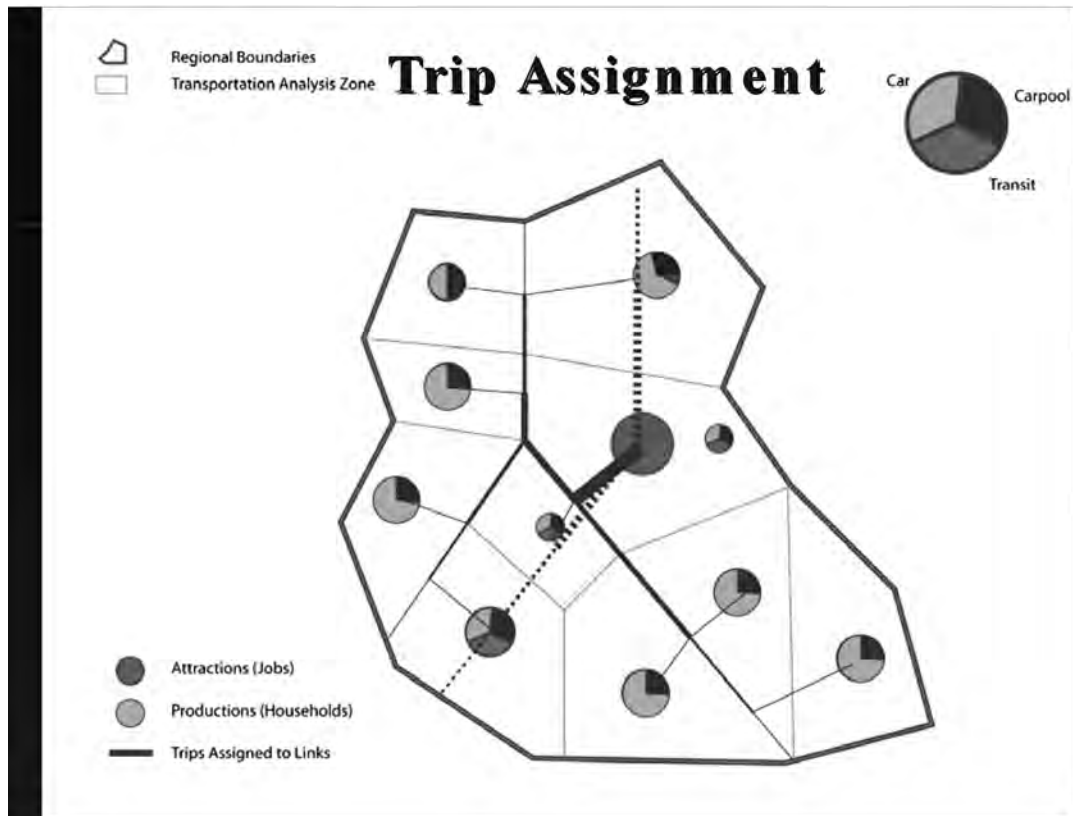 Regional Boundaries
Transportation Analysis Zone
Trip Assignment
Car
Carpool
Transit
Attractions (Jobs)
Productions (Households)
Trips Assigned to Links